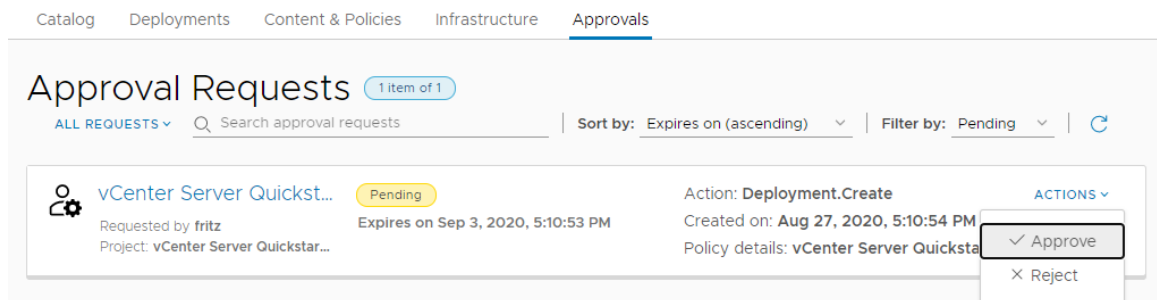 Catalog Deployments Content & Policies Infrastructure Approvals
Approval Requests 1 item of 1
ALL REQUESTS Search approval requests Sort by: Expires on (ascending) Filter by: Pending
vCenter Server Quickst... Pending Action: Deployment.Create ACTIONS
Requested by fritz Expires on Sep 3, 2020, 5:10:53 PM Created on: Aug 27, 2020, 5:10:54 PM
Project: vCenter Server Quickstar... Policy details: vCenter Server Quicksta
Approve
Reject